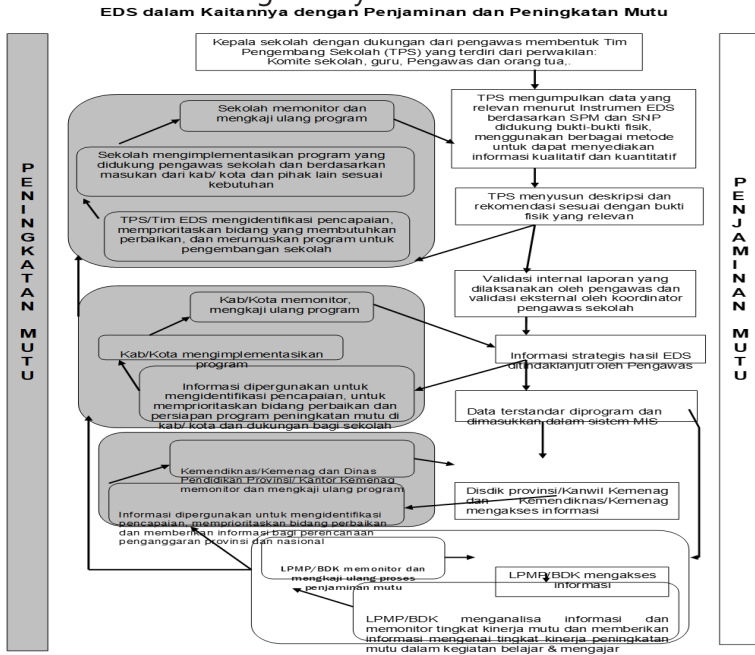 EDS dalam Kaitannya dengan Penjaminan dan Peningkatan Mutu
PENINGKATAN MUTU
Kepala sekolah dengan dukungan dari pengawas membentuk Tim
Pengembang Sekolah (TPS) yang terdiri dari perwakilan:
Komite sekolah, guru, Pengawas dan orang tua,.
Sekolah memonitor dan
mengkaji ulang program
TPS mengumpulkan data yang
relevan menurut Instrumen EDS
berdasarkan SPM dan SNP
didukung bukti-bukti fisik,
menggunakan berbagai metode
untuk dapat menyediakan
informasi kualitatif dan kuantitatif
Sekolah mengimplementasikan program yang
didukung pengawas sekolah dan berdasarkan
masukan dari kab/ kota dan pihak lain sesuai
kebutuhan
TPS menyusun deskripsi dan
rekomendasi sesuai dengan bukti
fisik yang relevan
TPS/Tim EDS mengidentifikasi pencapaian,
memprioritaskan bidang yang membutuhkan
perbaikan, dan merumuskan program untuk
pengembangan sekolah
Validasi internal laporan yang
dilaksanakan oleh pengawas dan
validasi eksternal oleh koordinator
pengawas sekolah
Kab/Kota memonitor,
mengkaji ulang program
Kab/Kota mengimplementasikan
program
Informasi strategis hasil EDS
ditindaklanjuti oleh Pengawas
Informasi dipergunakan untuk
mengidentifikasi pencapaian, untuk
memprioritaskan bidang perbaikan dan
persiapan program peningkatan mutu di
kab/ kota dan dukungan bagi sekolah
Data terstandar diprogram dan
dimasukkan dalam sistem MIS
Kemendiknas/Kemenag dan Dinas
Pendidikan Provinsi/ Kantor Kemenag
memonitor dan mengkaji ulang program
Disdik provinsi/Kanwil Kemenag
dan Kemendiknas/Kemenag
mengakses informasi
Informasi dipergunakan untuk mengidentifikasi
pencapaian, memprioritaskan bidang perbaikan
dan memberikan informasi bagi perencanaan
penganggaran provinsi dan nasional
LPMP/BDK memonitor dan
mengkaji ulang proses
penjaminan mutu
LPMP/BDK mengakses
informasi
LPMP/BDK menganalisa informasi dan
memonitor tingkat kinerja mutu dan memberikan
informasi mengenai tingkat kinerja peningkatan
mutu dalam kegiatan belajar & mengajar
PENJAMINAN MUTU